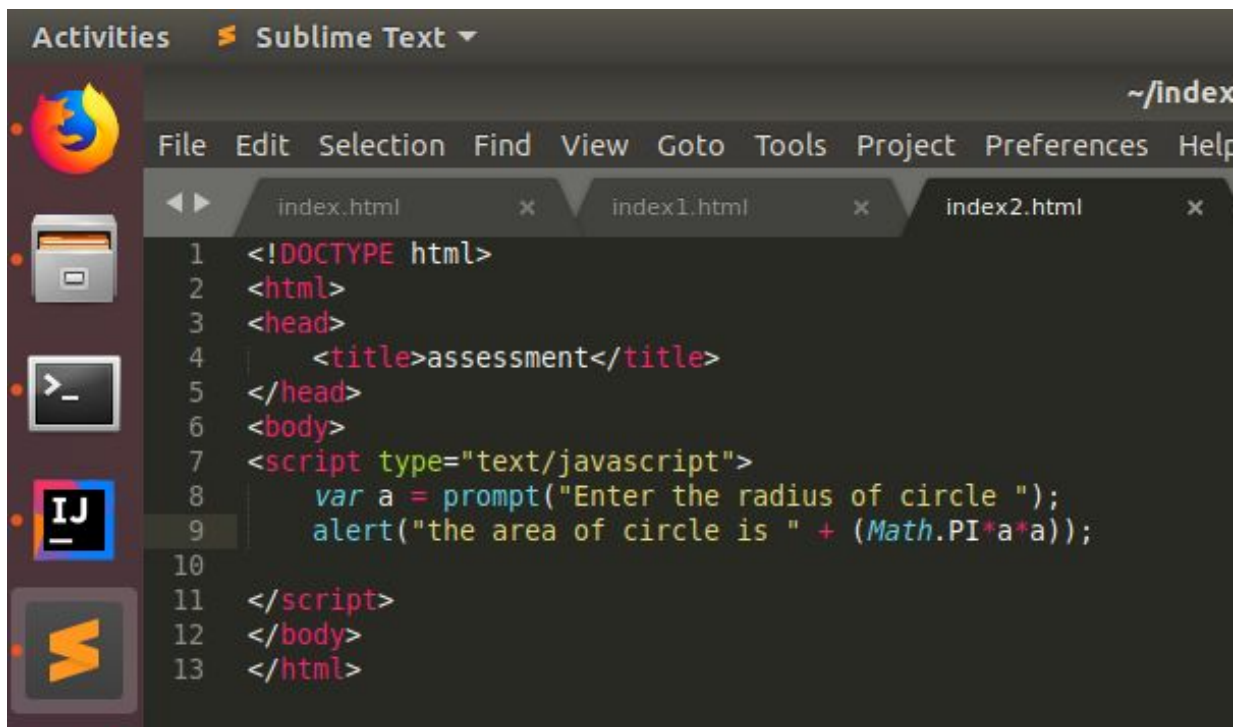 Activities Sublime Text
~/index
File Edit Selection Find View Goto Tools Project Preferences Help
index.html × index1.html × index2.html ×
1 <!DOCTYPE html>
2 <html>
3 <head>
4     <title>assessment</title>
5 </head>
6 <body>
7 <script type="text/javascript">
8     var a = prompt("Enter the radius of circle ");
9     alert("the area of circle is " + (Math.PI*a*a));
10
11 </script>
12 </body>
13 </html>
>_
IJ